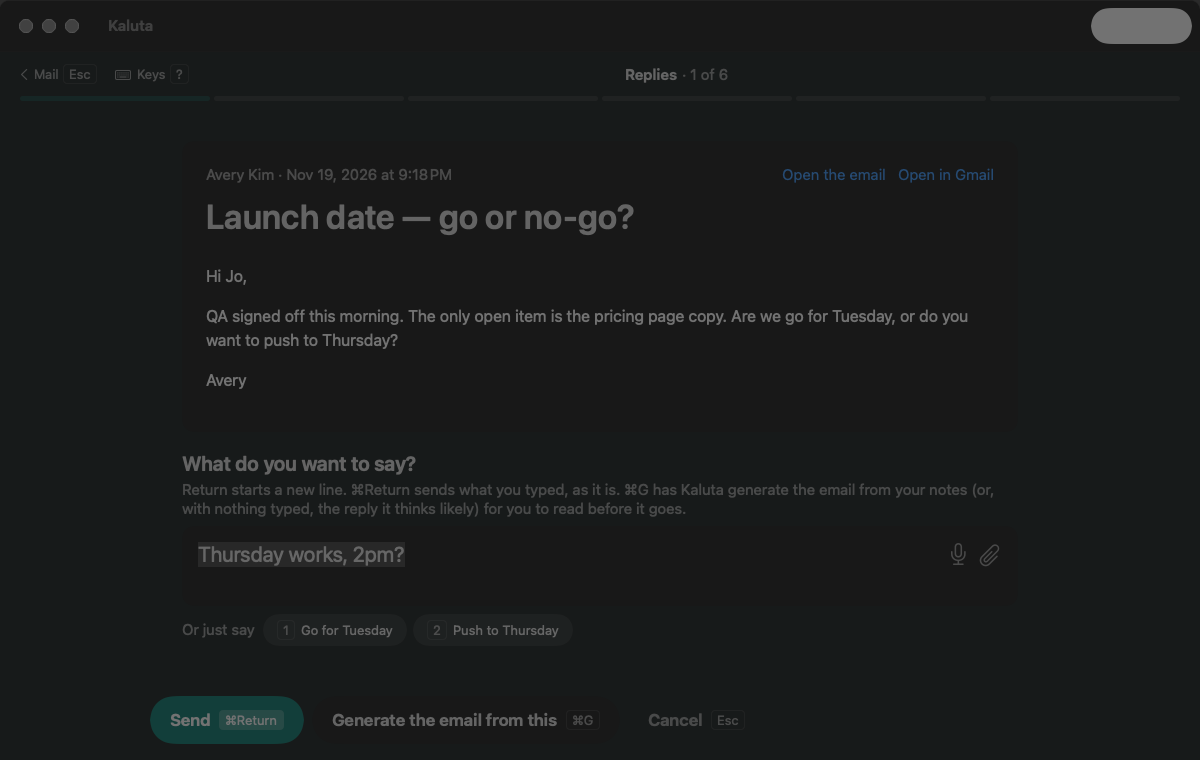 Kaluta
Mail Esc Keys ?
Replies · 1 of 6
Avery Kim · Nov 19, 2026 at 9:18 PM
Open the email Open in Gmail
Launch date — go or no-go?
Hi Jo,
QA signed off this morning. The only open item is the pricing page copy. Are we go for Tuesday, or do you
want to push to Thursday?
Avery
What do you want to say?
Return starts a new line. ⌘Return sends what you typed, as it is. ⌘G has Kaluta generate the email from your notes (or,
with nothing typed, the reply it thinks likely) for you to read before it goes.
Thursday works, 2pm?
Or just say 1 Go for Tuesday 2 Push to Thursday
Send ⌘Return Generate the email from this ⌘G Cancel Esc